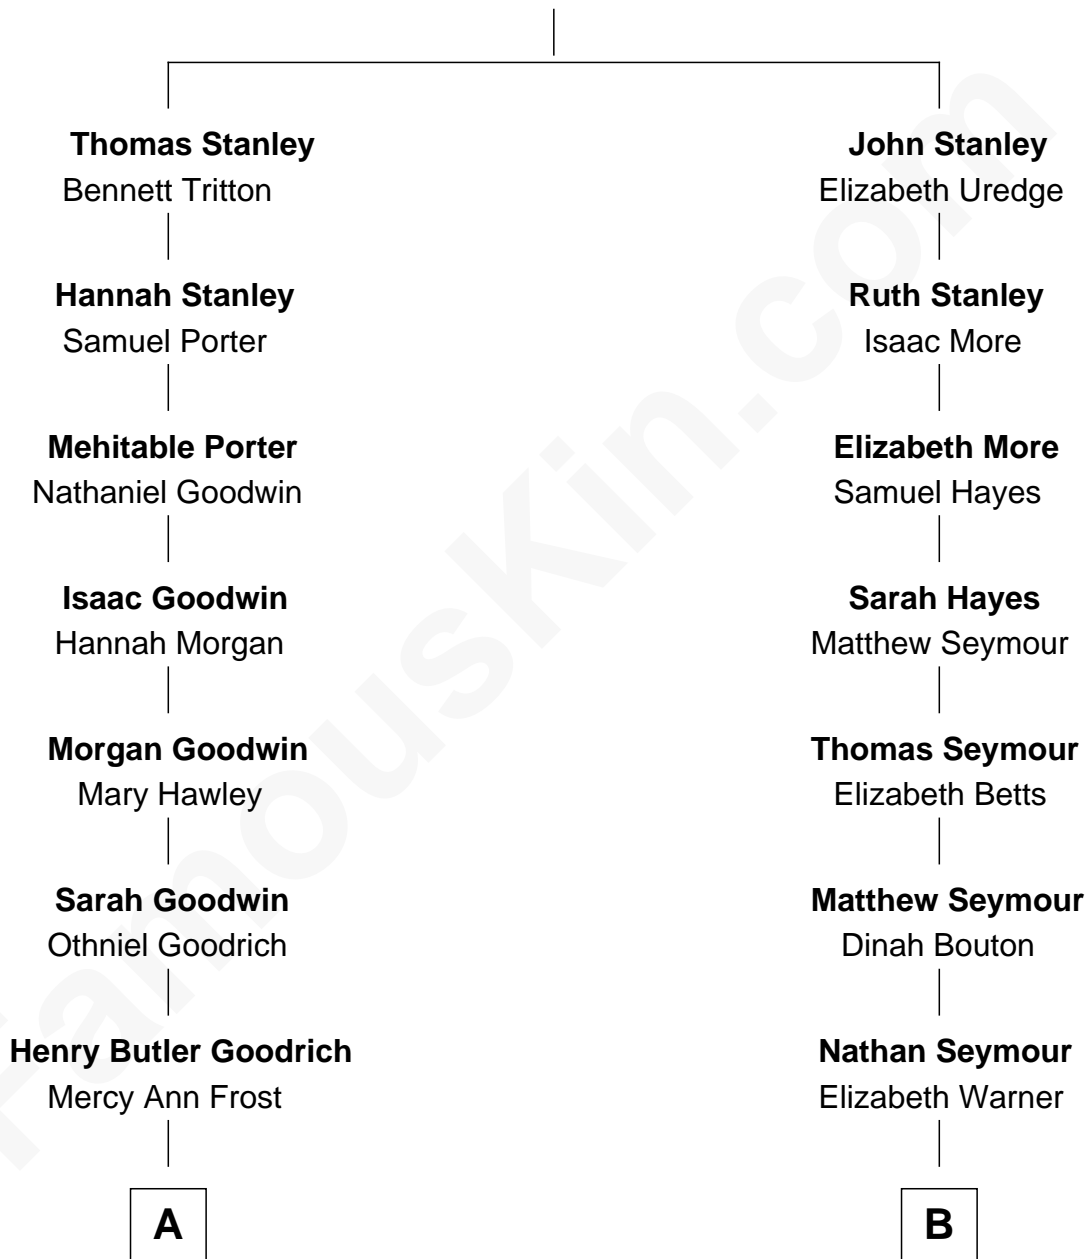 Thomas Stanley
Bennett Tritton
Hannah Stanley
Samuel Porter
Mehitable Porter
Nathaniel Goodwin
Isaac Goodwin
Hannah Morgan
Morgan Goodwin
Mary Hawley
Sarah Goodwin
Othniel Goodrich
Henry Butler Goodrich
Mercy Ann Frost
A
John Stanley
Elizabeth Uredge
Ruth Stanley
Isaac More
Elizabeth More
Samuel Hayes
Sarah Hayes
Matthew Seymour
Thomas Seymour
Elizabeth Betts
Matthew Seymour
Dinah Bouton
Nathan Seymour
Elizabeth Warner
B
FamousKin.com